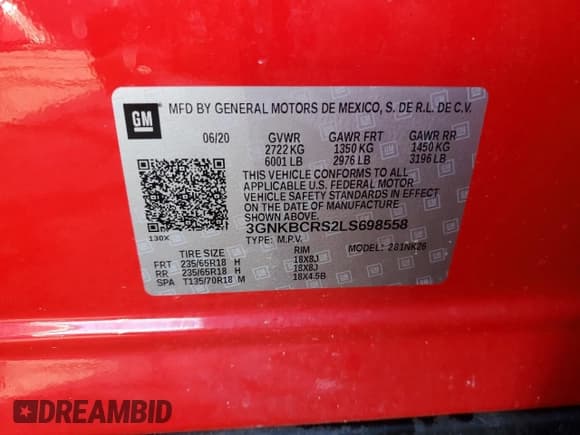 GM
MFD BY GENERAL MOTORS DE MEXICO, S. DE R.L. DE C.V.
06/20 GVWR GAWR FRT GAWR RR
2722 KG 1350 KG 1450 KG
6001 LB 2976 LB 3196 LB
THIS VEHICLE CONFORMS TO ALL
APPLICABLE U.S. FEDERAL MOTOR
VEHICLE SAFETY STANDARDS IN EFFECT
ON THE DATE OF MANUFACTURE SHOWN ABOVE.
130X
3GNKBCRS2LS698558
TYPE: M.P.V. MODEL: 281NK26
TIRE SIZE RIM
FRT 235/65R18 H 18X8J
RR 235/65R18 H 18X8J
SPA T135/70R18 M 18X4.5B
DREAMBID